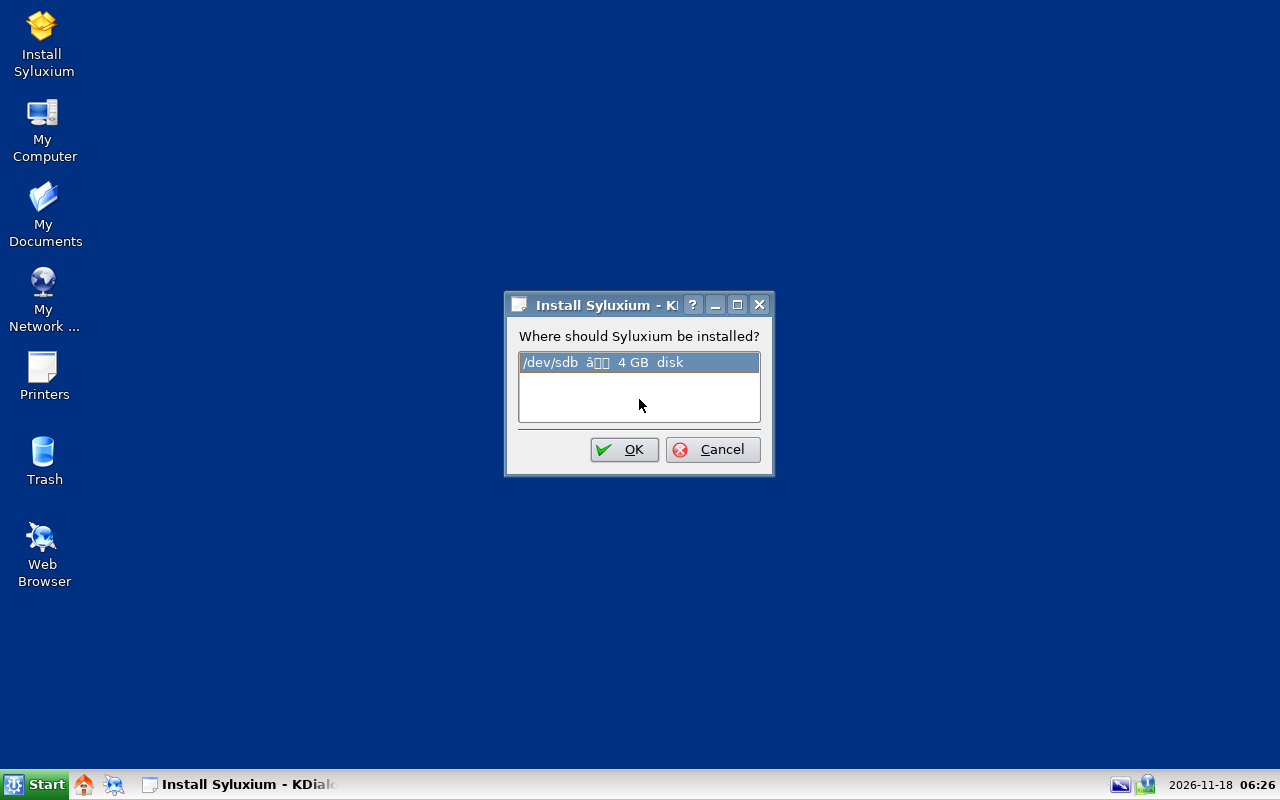 Install
Syluxium
My
Computer
My
Documents
My
Network ...
Printers
Trash
Web
Browser
Install Syluxium - K
Where should Syluxium be installed?
/dev/sdb â 4 GB disk
OK
Cancel
Start
Install Syluxium - KDialo
2026-11-18 06:26